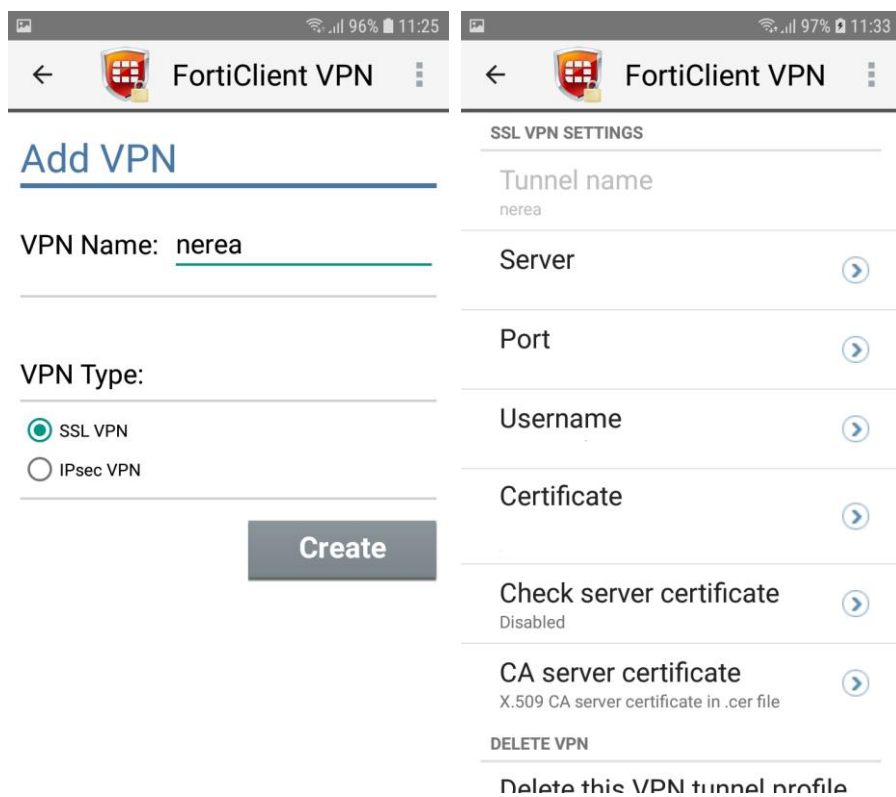 96% 11:25
FortiClient VPN
Add VPN
VPN Name: nerea
VPN Type:
SSL VPN
IPsec VPN
Create
97% 11:33
FortiClient VPN
SSL VPN SETTINGS
Tunnel name
nerea
Server
Port
Username
Certificate
Check server certificate
Disabled
CA server certificate
X.509 CA server certificate in .cer file
DELETE VPN
Delete this VPN tunnel profile